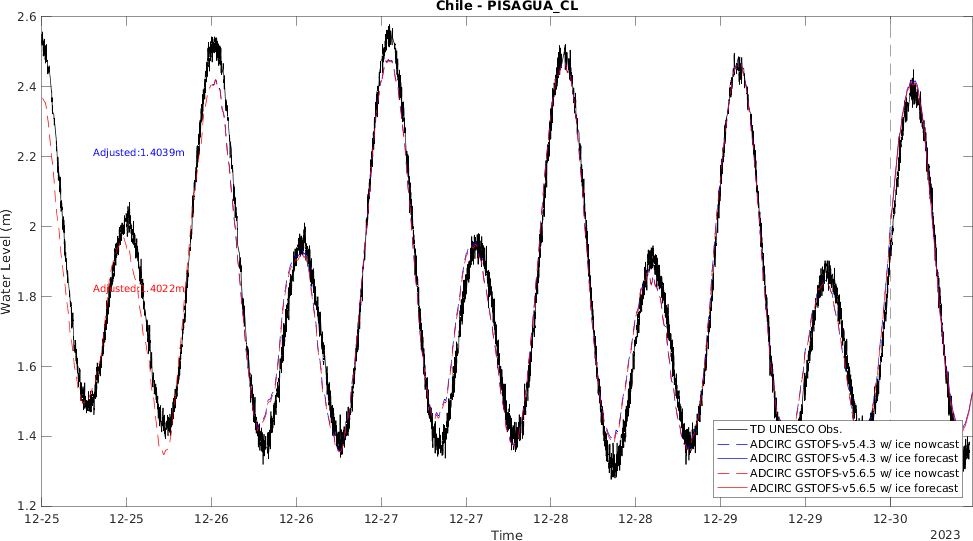 Chile - PISAGUA_CL
2.6
2.4
2.2
2
1.8
1.6
1.4
1.2
Water Level (m)
Adjusted:1.4039m
Adjusted:1.4022m
TD UNESCO Obs.
ADCIRC GSTOFS-v5.4.3 w/ ice nowcast
ADCIRC GSTOFS-v5.4.3 w/ ice forecast
ADCIRC GSTOFS-v5.6.5 w/ ice nowcast
ADCIRC GSTOFS-v5.6.5 w/ ice forecast
12-25 12-25 12-26 12-26 12-27 12-27 12-28 12-28 12-29 12-29 12-30
Time
2023